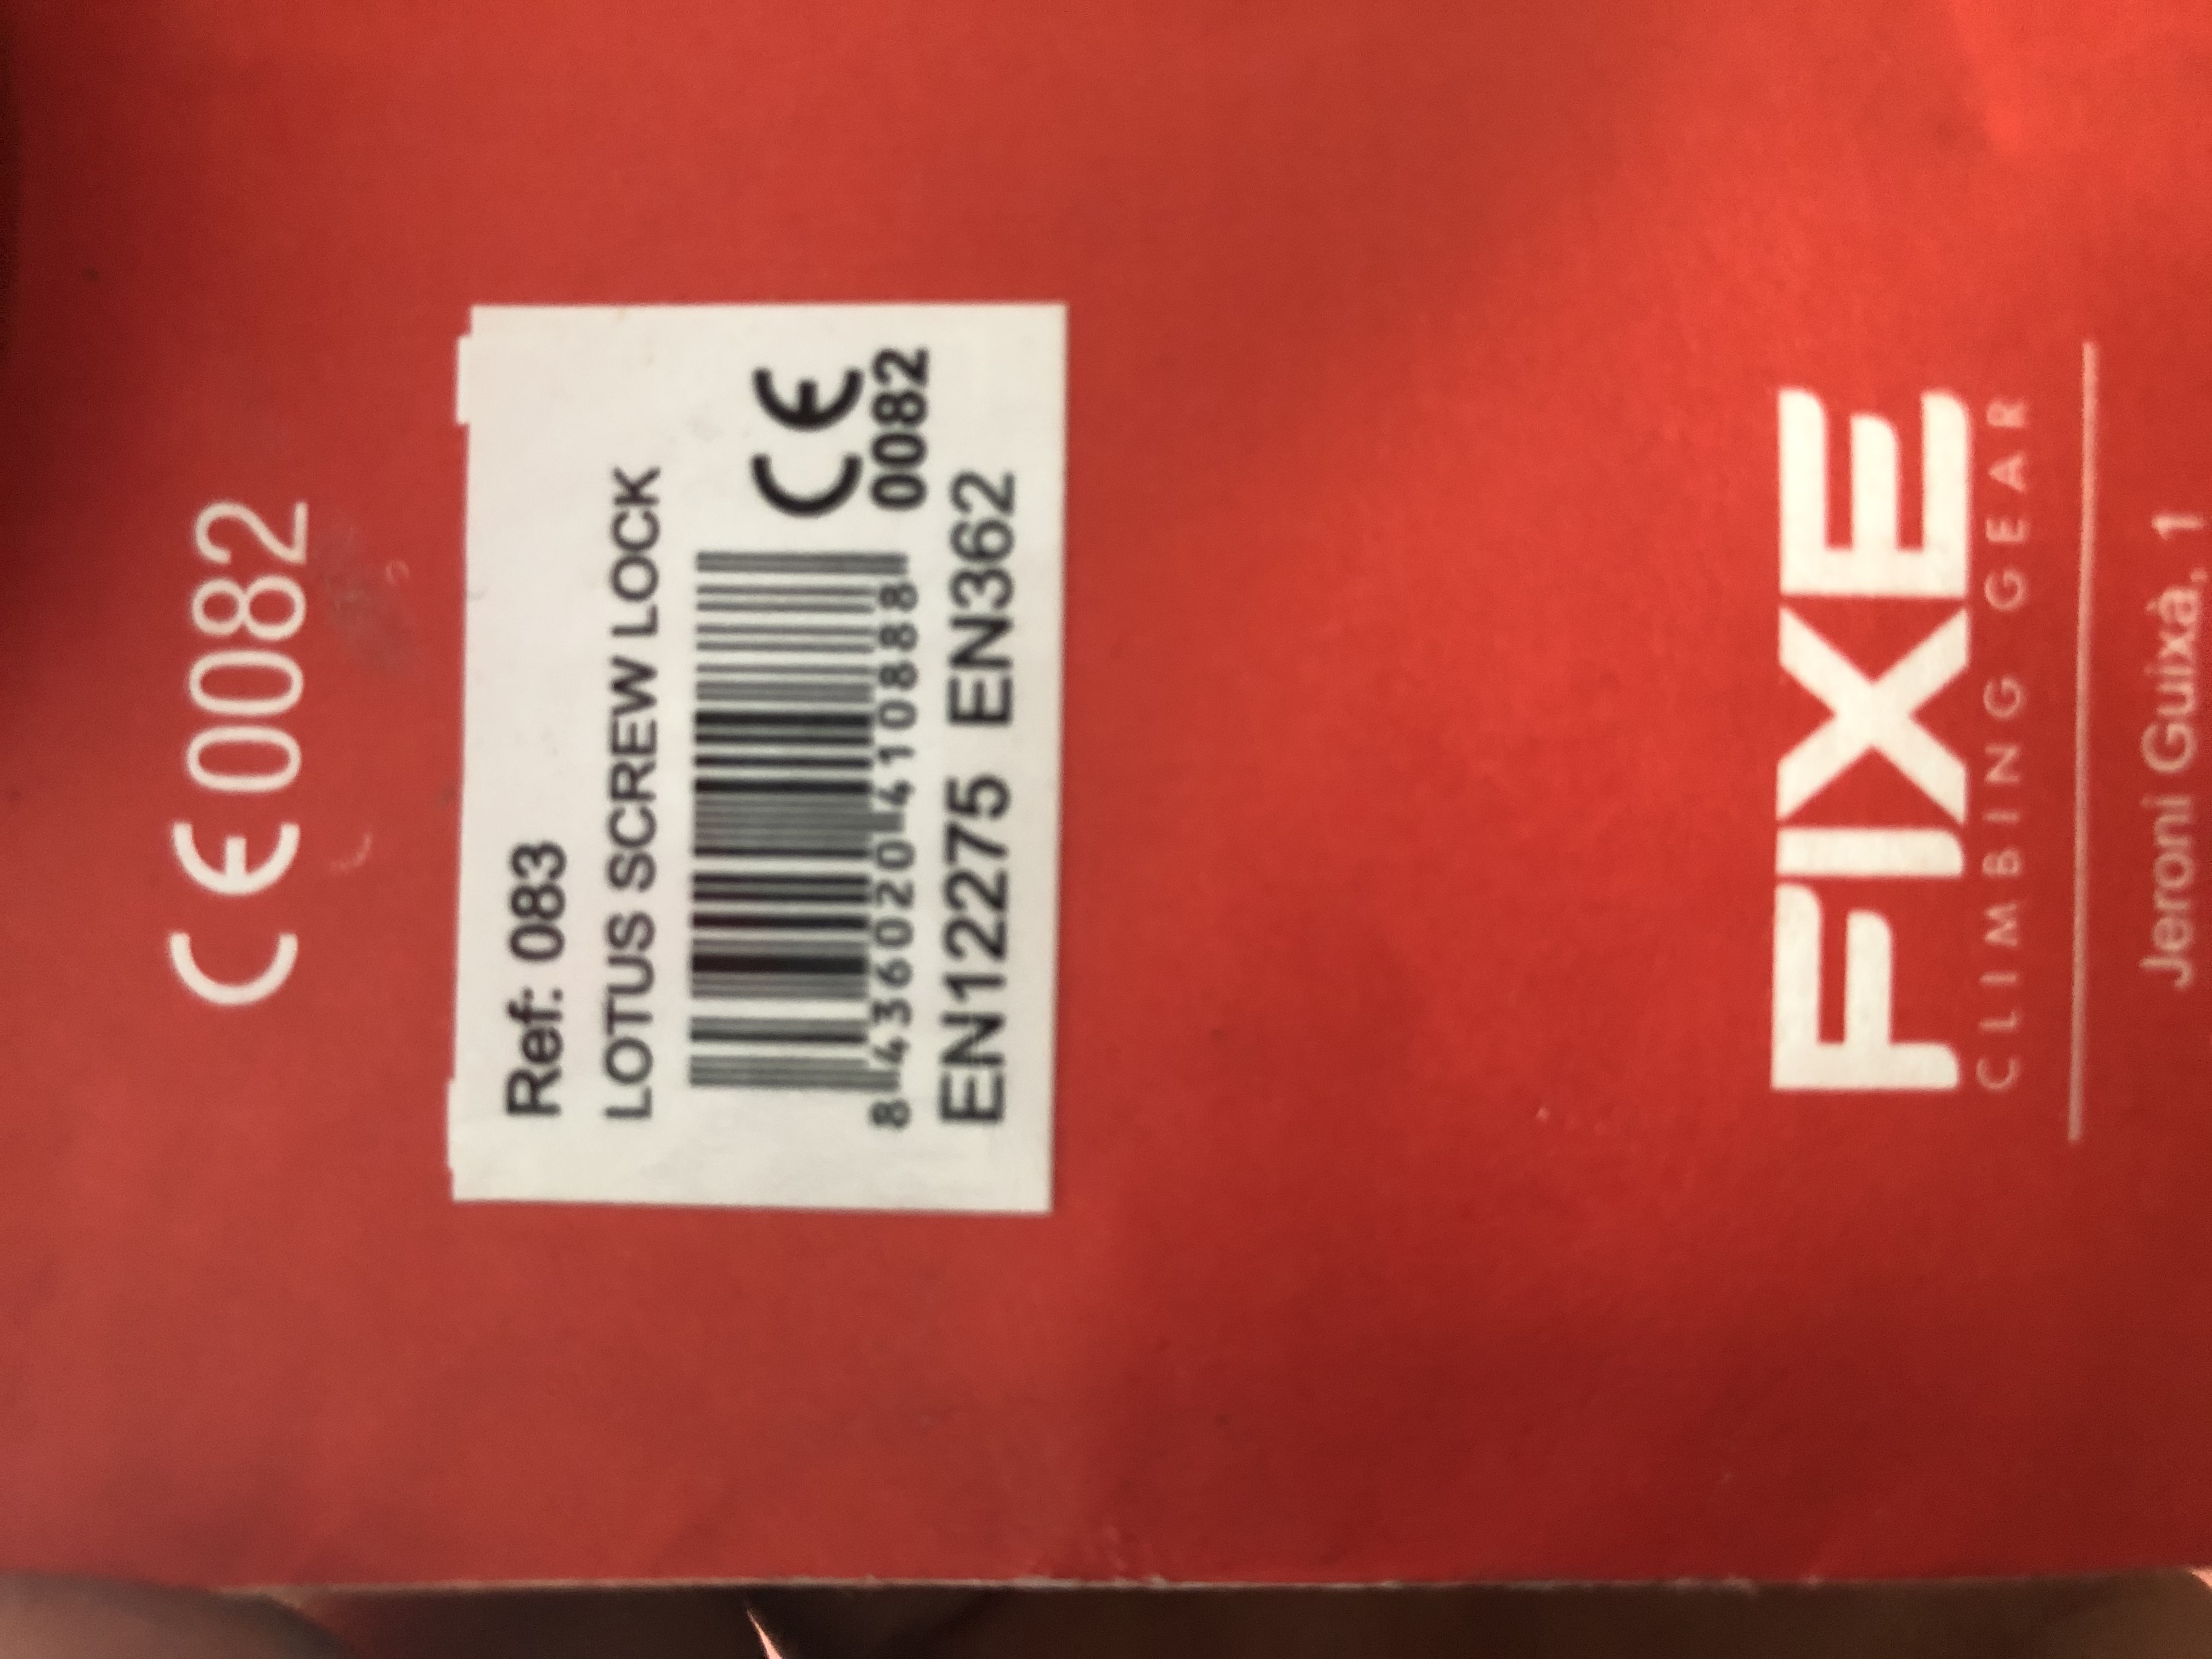 CE 0082
Ref: 083
LOTUS SCREW LOCK
CE
0082
8 436020 410888
EN12275 EN362
FIXE
CLIMBING GEAR
Jeroni Guixà, 1